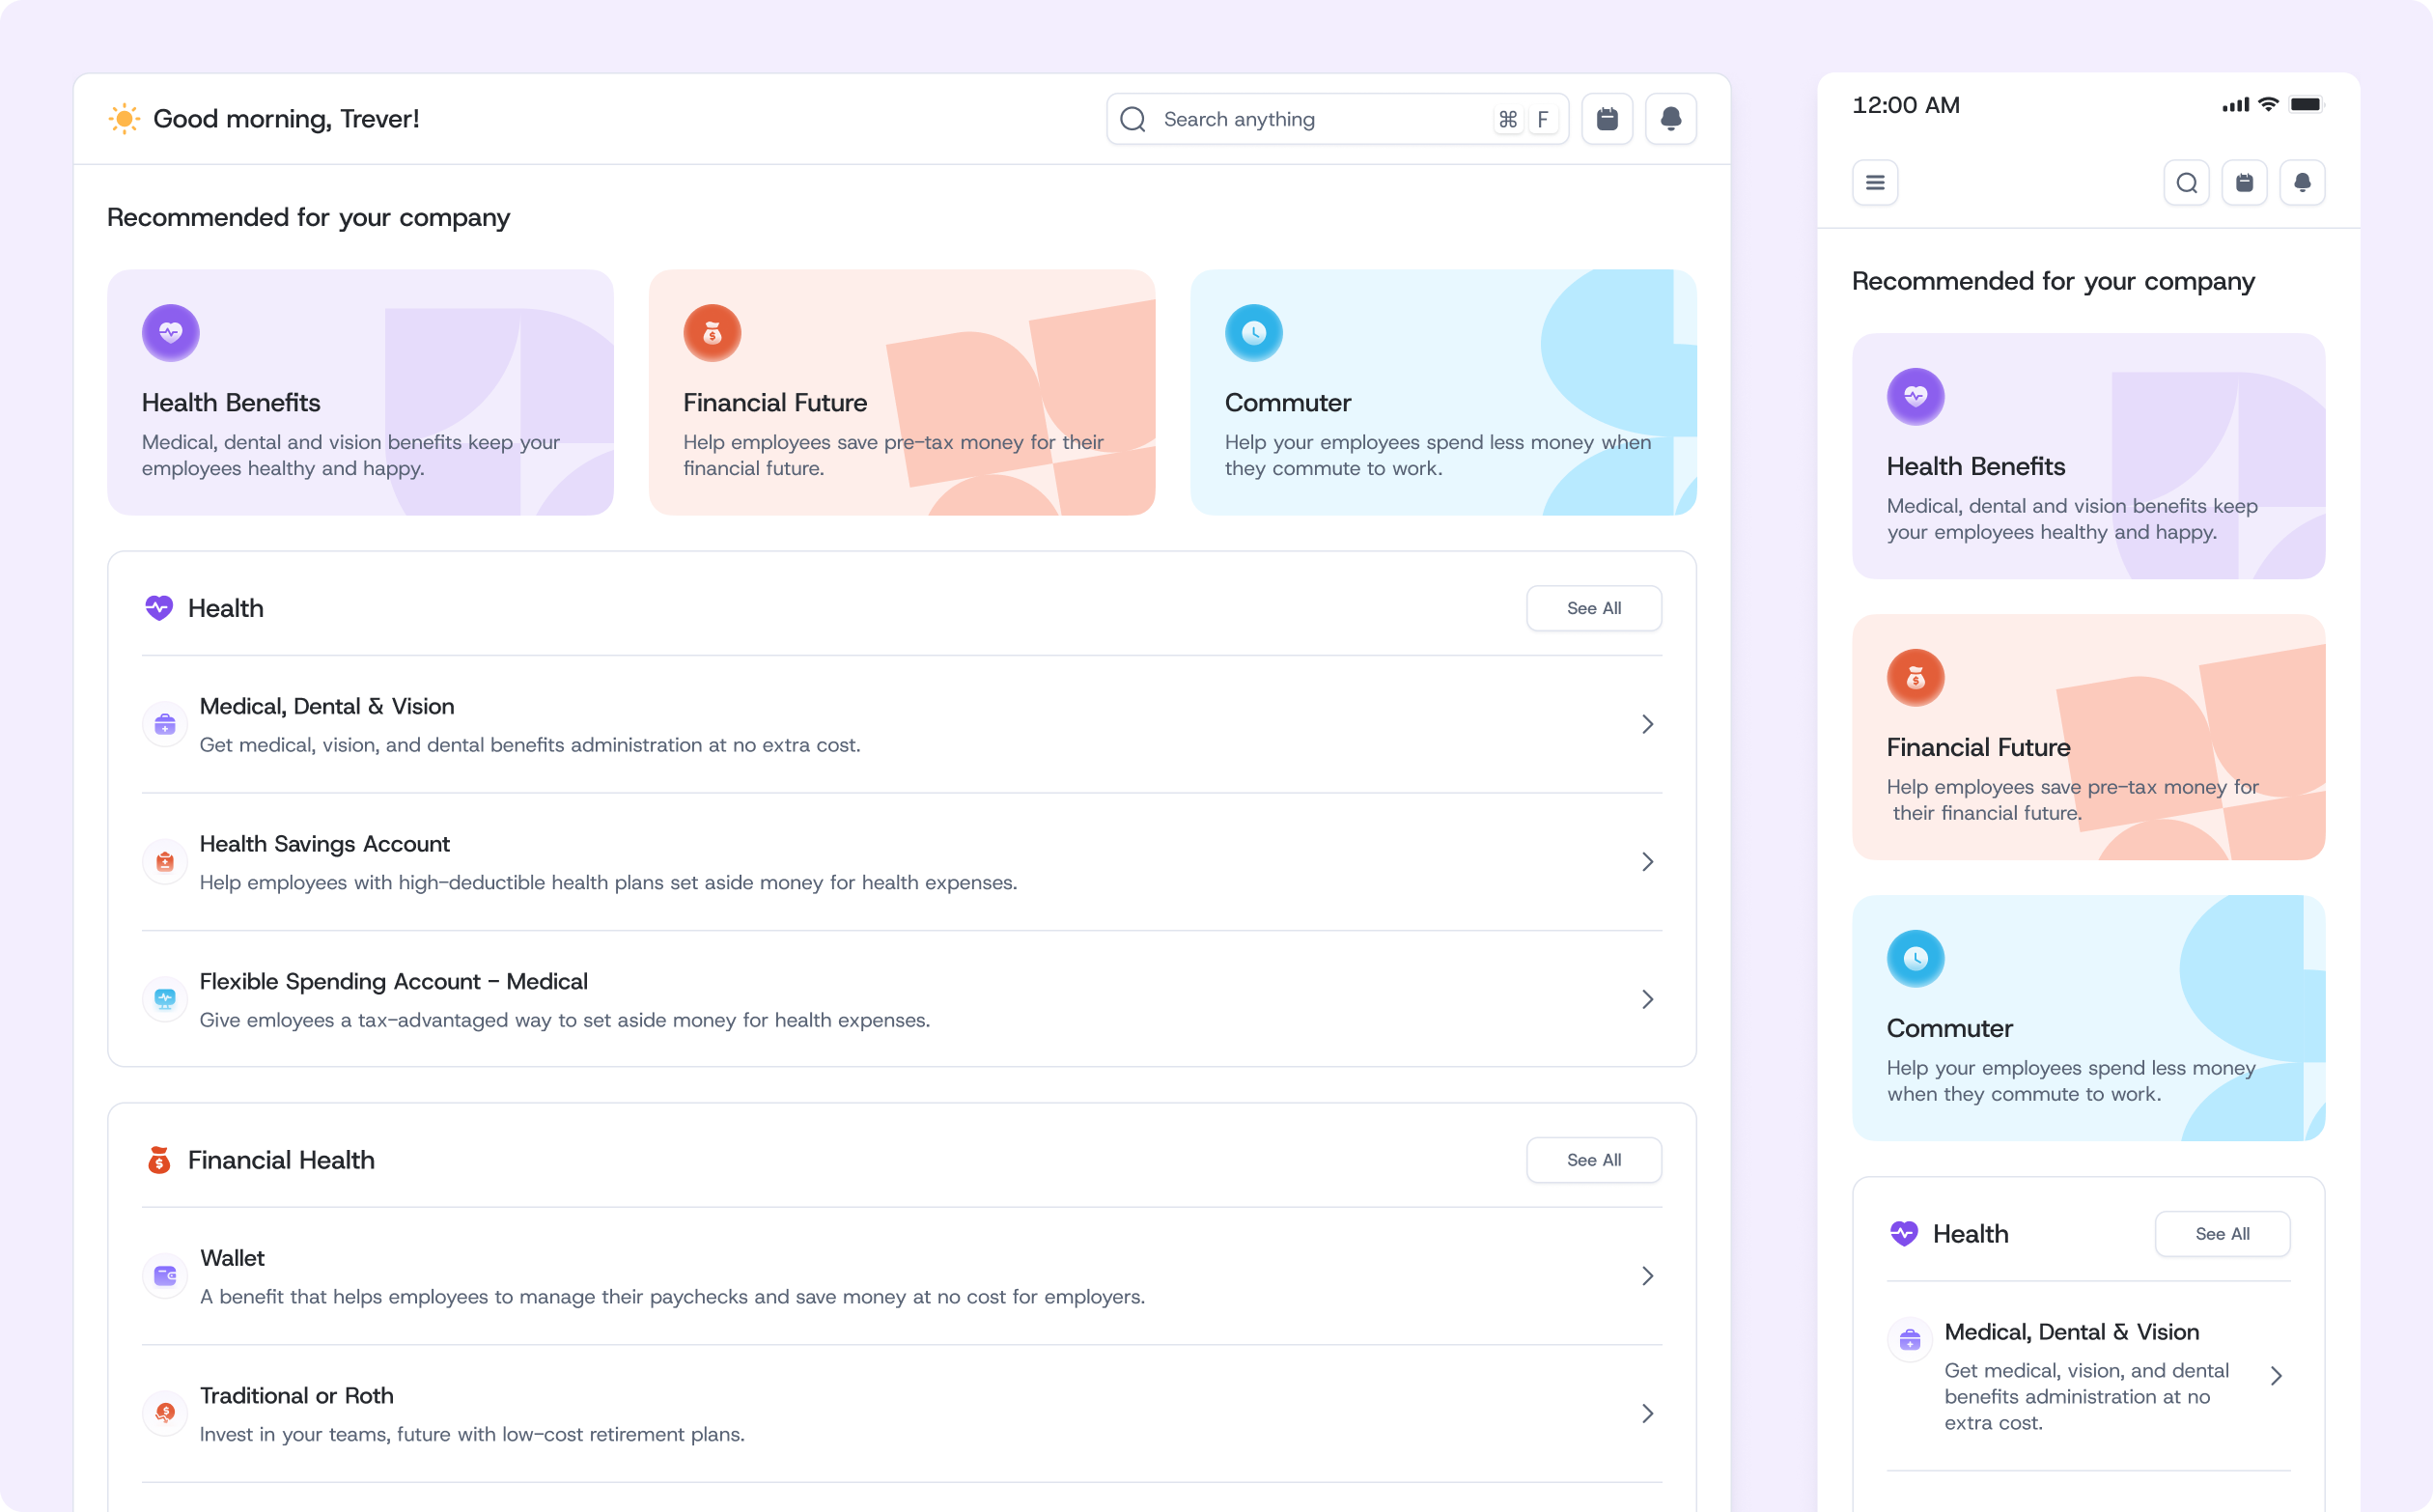 Good morning, Trever!
Search anything
⌘ F
Recommended for your company
Health Benefits
Medical, dental and vision benefits keep your
employees healthy and happy.
Financial Future
Help employees save pre-tax money for their
financial future.
Commuter
Help your employees spend less money when
they commute to work.
Health
See All
Medical, Dental & Vision
Get medical, vision, and dental benefits administration at no extra cost.
Health Savings Account
Help employees with high-deductible health plans set aside money for health expenses.
Flexible Spending Account - Medical
Give emloyees a tax-advantaged way to set aside money for health expenses.
Financial Health
See All
Wallet
A benefit that helps employees to manage their paychecks and save money at no cost for employers.
Traditional or Roth
Invest in your teams, future with low-cost retirement plans.
12:00 AM
Recommended for your company
Health Benefits
Medical, dental and vision benefits keep
your employees healthy and happy.
Financial Future
Help employees save pre-tax money for
their financial future.
Commuter
Help your employees spend less money
when they commute to work.
Health
See All
Medical, Dental & Vision
Get medical, vision, and dental
benefits administration at no
extra cost.